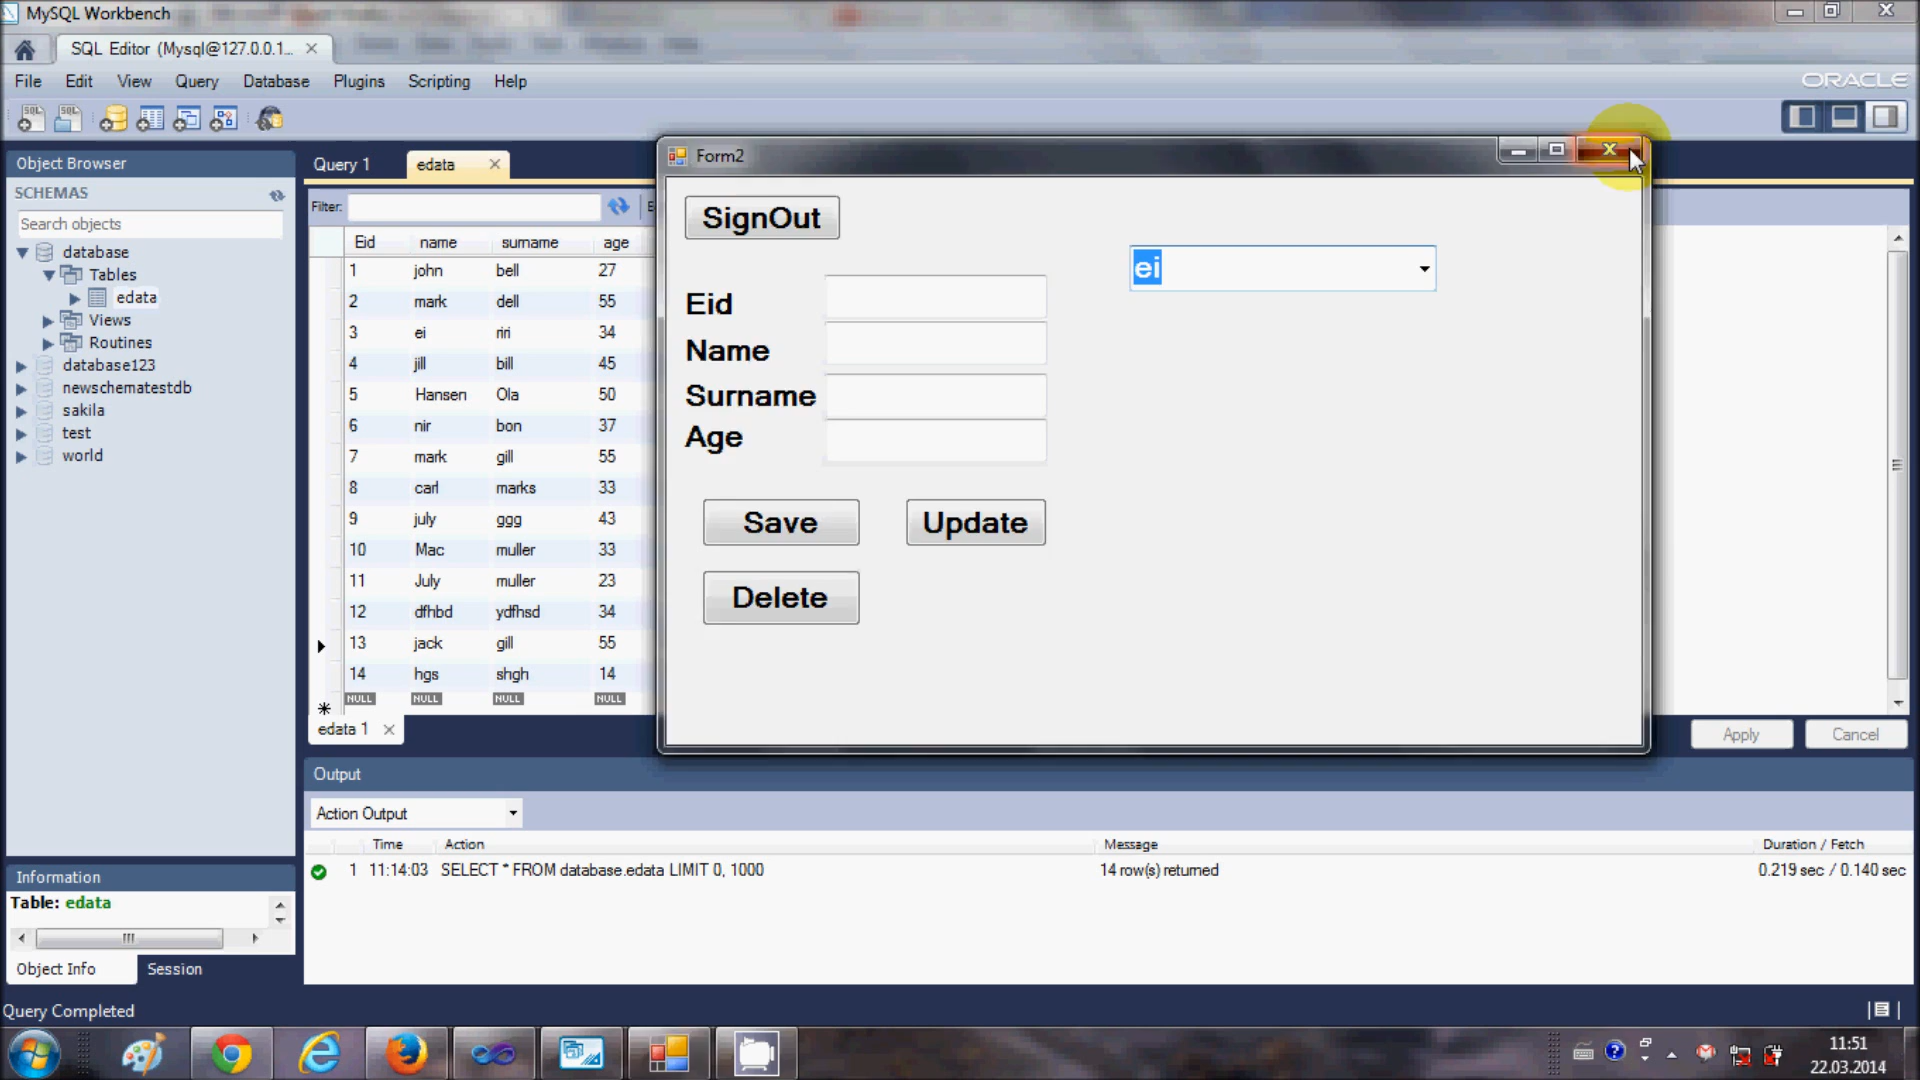 MySQL Workbench
SQL Editor (Mysql@127.0.0.1...
File Edit View Query Database Plugins Scripting Help
ORACLE
Object Browser
SCHEMAS
Search objects
database
Tables
edata
Views
Routines
database123
newschematestdb
sakila
test
world
Query 1 edata
Filter:
Eid name surname age
1 john bell 27
2 mark dell 55
3 ei riri 34
4 jill bill 45
5 Hansen Ola 50
6 nir bon 37
7 mark gill 55
8 carl marks 33
9 july ggg 43
10 Mac muller 33
11 July muller 23
12 dfhbd ydfhsd 34
13 jack gill 55
14 hgs shgh 14
NULL NULL NULL NULL
edata 1
Form2
SignOut
ei
Eid
Name
Surname
Age
Save Update
Delete
Apply Cancel
Output
Action Output
Time Action Message Duration / Fetch
1 11:14:03 SELECT * FROM database.edata LIMIT 0, 1000 14 row(s) returned 0.219 sec / 0.140 sec
Information
Table: edata
Object Info Session
Query Completed
11:51
22.03.2014